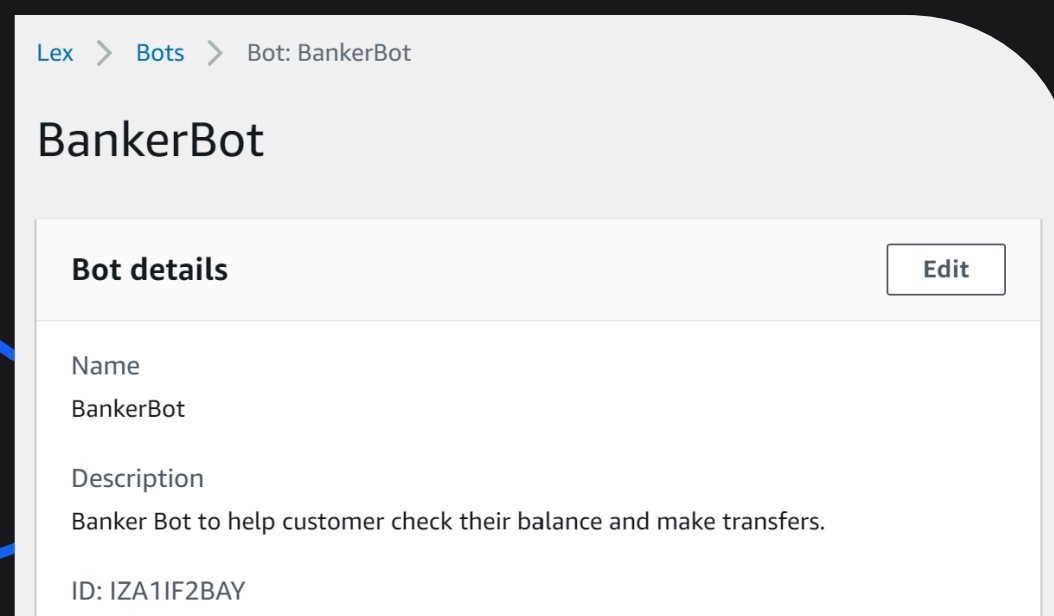 Lex > Bots > Bot: BankerBot
BankerBot
Bot details
Edit
Name
BankerBot
Description
Banker Bot to help customer check their balance and make transfers.
ID: IZA1IF2BAY